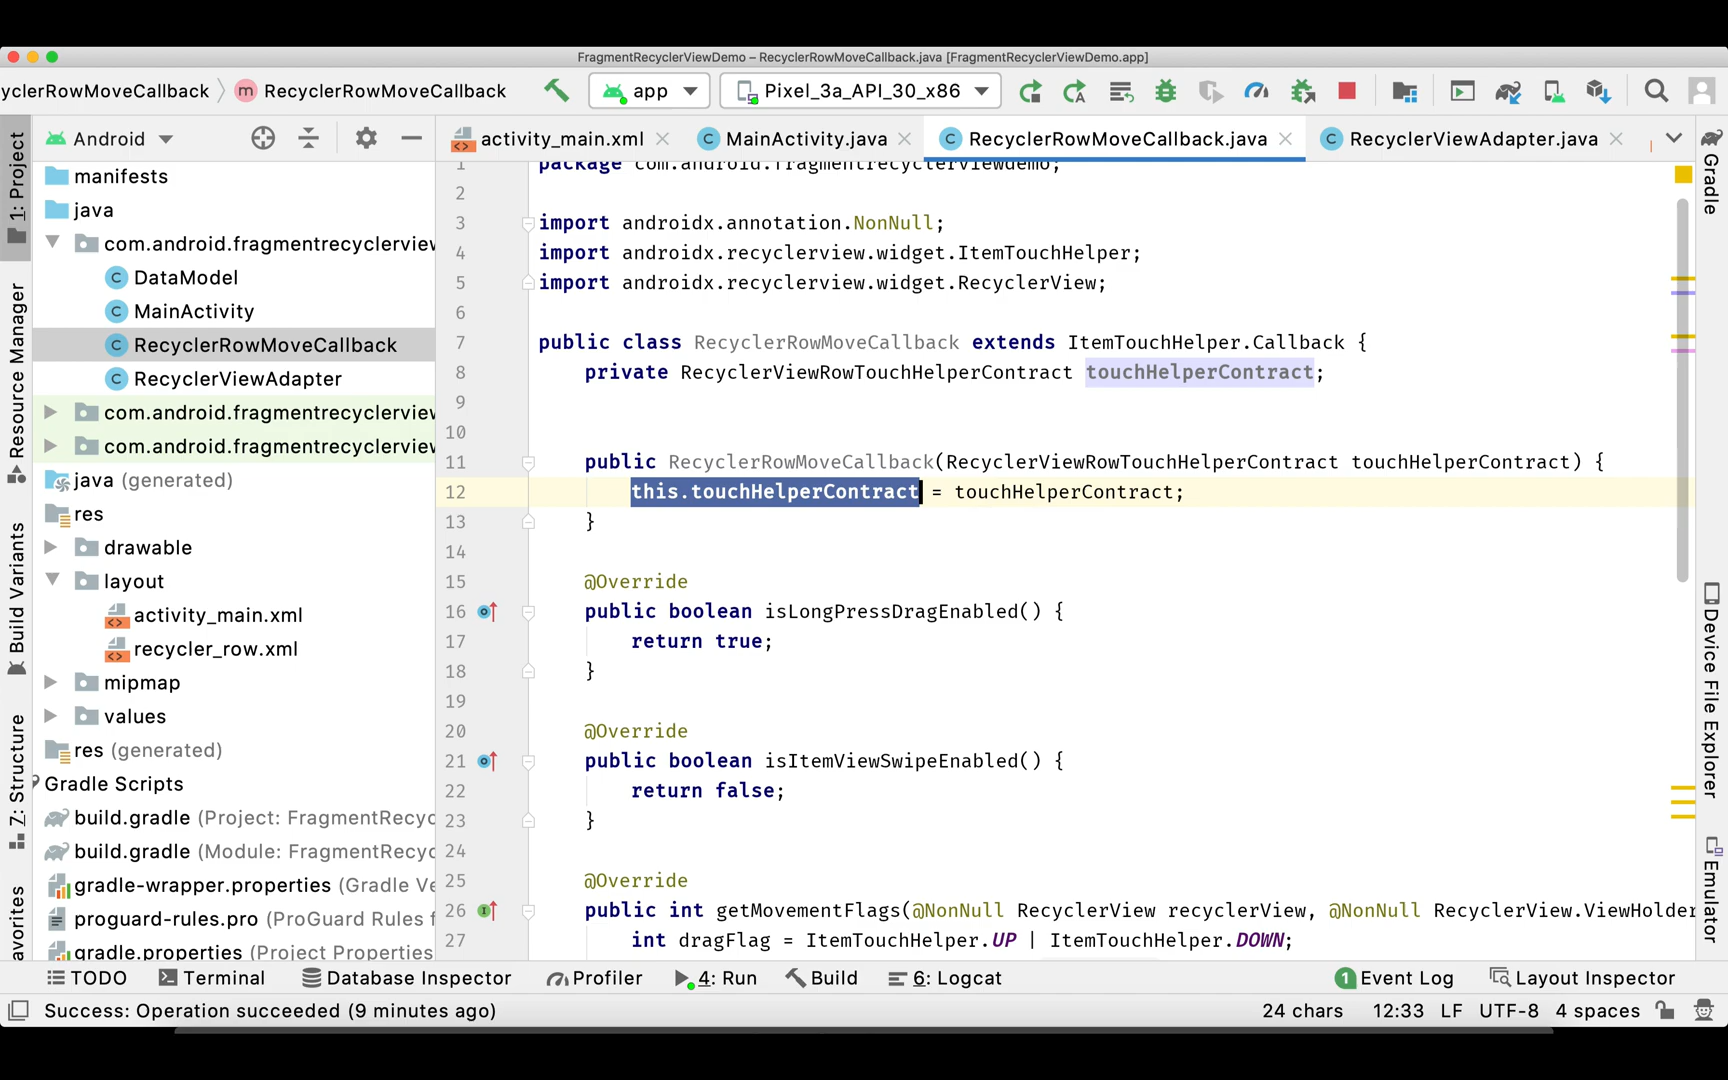 FragmentRecyclerViewDemo – RecyclerRowMoveCallback.java [FragmentRecyclerViewDemo.app]
yclerRowMoveCallback
m RecyclerRowMoveCallback
app
Pixel_3a_API_30_x86
1: Project
Resource Manager
Build Variants
7: Structure
avorites
Android
manifests
java
com.android.fragmentrecyclerview
C DataModel
C MainActivity
C RecyclerRowMoveCallback
C RecyclerViewAdapter
com.android.fragmentrecyclerview
com.android.fragmentrecyclerview
java (generated)
res
drawable
layout
activity_main.xml
recycler_row.xml
mipmap
values
res (generated)
Gradle Scripts
build.gradle (Project: FragmentRecyc
build.gradle (Module: FragmentRecyc
gradle-wrapper.properties (Gradle Ve
proguard-rules.pro (ProGuard Rules f
gradle.properties (Project Properties
activity_main.xml
C MainActivity.java
C RecyclerRowMoveCallback.java
C RecyclerViewAdapter.java
1 package com.android.fragmentrecyclerviewdemo;
2
3 import androidx.annotation.NonNull;
4 import androidx.recyclerview.widget.ItemTouchHelper;
5 import androidx.recyclerview.widget.RecyclerView;
6
7 public class RecyclerRowMoveCallback extends ItemTouchHelper.Callback {
8 private RecyclerViewRowTouchHelperContract touchHelperContract;
9
10
11 public RecyclerRowMoveCallback(RecyclerViewRowTouchHelperContract touchHelperContract) {
12 this.touchHelperContract = touchHelperContract;
13 }
14
15 @Override
16 public boolean isLongPressDragEnabled() {
17 return true;
18 }
19
20 @Override
21 public boolean isItemViewSwipeEnabled() {
22 return false;
23 }
24
25 @Override
26 public int getMovementFlags(@NonNull RecyclerView recyclerView, @NonNull RecyclerView.ViewHolder
27 int dragFlag = ItemTouchHelper.UP | ItemTouchHelper.DOWN;
Gradle
Device File Explorer
Emulator
TODO
Terminal
Database Inspector
Profiler
4: Run
Build
6: Logcat
1 Event Log
Layout Inspector
Success: Operation succeeded (9 minutes ago)
24 chars
12:33
LF
UTF-8
4 spaces